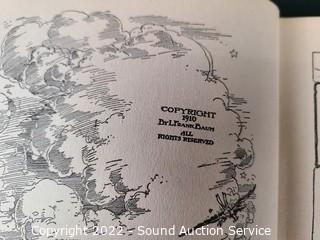 COPYRIGHT
1910
By L. FRANK BAUM
ALL
RIGHTS RESERVED
Copyright 2022 - Sound Auction Service